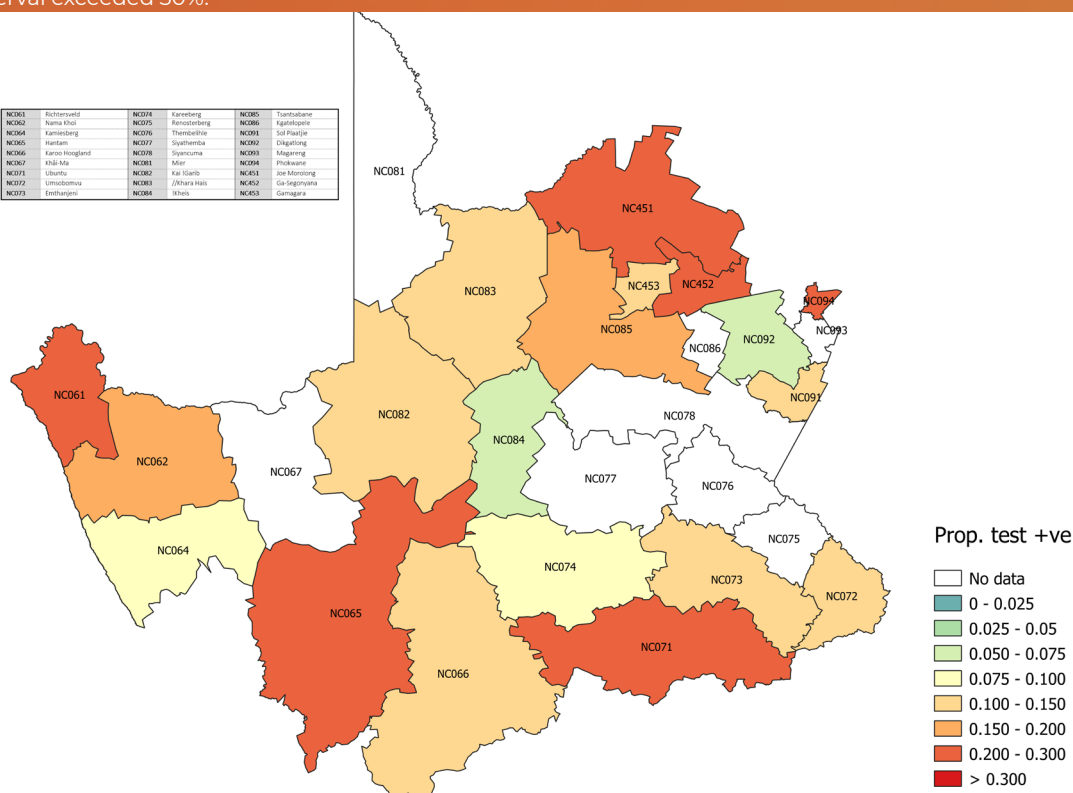 erval exceeded 30%.
NC061 Richtersveld NC074 Kareeberg NC085 Tsantsabane
NC062 Nama Khoi NC075 Renosterberg NC086 Kgatelopele
NC064 Kamiesberg NC076 Thembelihle NC091 Sol Plaatjie
NC065 Hantam NC077 Siyathemba NC092 Dikgatlong
NC066 Karoo Hoogland NC078 Siyancuma NC093 Magareng
NC067 Khâi-Ma NC081 Mier NC094 Phokwane
NC071 Ubuntu NC082 Kai !Garib NC451 Joe Morolong
NC072 Umsobomvu NC083 //Khara Hais NC452 Ga-Segonyana
NC073 Emthanjeni NC084 !Kheis NC453 Gamagara
NC081
NC451
NC083
NC453
NC452
NC094
NC085
NC093
NC092
NC086
NC061
NC091
NC082
NC078
NC084
NC062
NC067
NC077
NC076
NC064
NC075
NC074
NC073
NC072
NC065
NC071
NC066
Prop. test +ve
No data
0 - 0.025
0.025 - 0.05
0.050 - 0.075
0.075 - 0.100
0.100 - 0.150
0.150 - 0.200
0.200 - 0.300
> 0.300